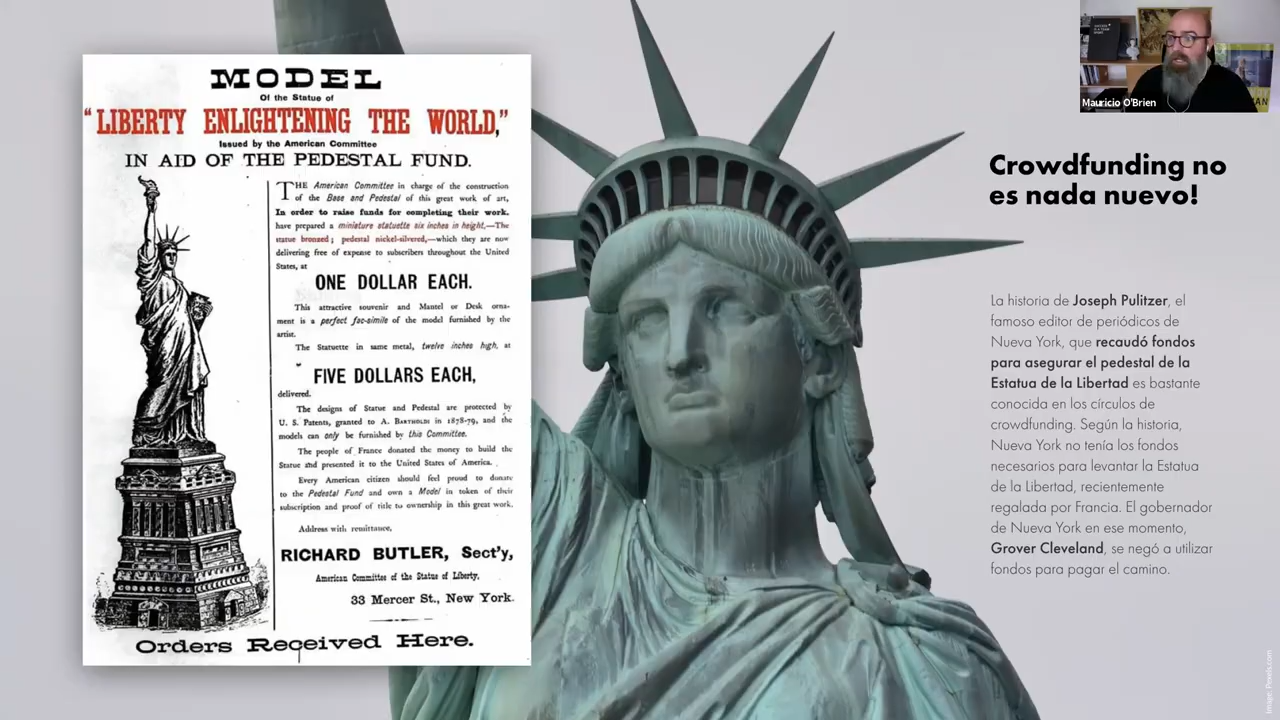 MODEL
Of the Statue of
"LIBERTY ENLIGHTENING THE WORLD,"
Issued by the American Committee
IN AID OF THE PEDESTAL FUND.
THE American Committee in charge of the construction
of the Base and Pedestal of this great work of art,
In order to raise funds for completing their work.
have prepared a miniature statuette six inches in height,—The
statue bronzed; pedestal nickel-silvered,—which they are now
delivering free of expense to subscribers throughout the United
States, at
ONE DOLLAR EACH.
This attractive souvenir and Mantel or Desk orna-
ment is a perfect fac-simile of the model furnished by the
artist.
The Statuette in same metal, twelve inches high, at
FIVE DOLLARS EACH,
delivered.
The designs of Statue and Pedestal are protected by
U. S. Patents, granted to A. BARTHOLDI in 1878-79, and the
models can only be furnished by this Committee.
The people of France donated the money to build the
Statue and presented it to the United States of America.
Every American citizen should feel proud to donate
to the Pedestal Fund and own a Model in token of their
subscription and proof of title to ownership in this great work.
Address with remittance,
RICHARD BUTLER, Sect'y,
American Committee of the Statue of Liberty.
33 Mercer St., New York.
Orders Received Here.
Mauricio O'Brien
Crowdfunding no
es nada nuevo!
La historia de Joseph Pulitzer, el
famoso editor de periódicos de
Nueva York, que recaudó fondos
para asegurar el pedestal de la
Estatua de la Libertad es bastante
conocida en los círculos de
crowdfunding. Según la historia,
Nueva York no tenía los fondos
necesarios para levantar la Estatua
de la Libertad, recientemente
regalada por Francia. El gobernador
de Nueva York en ese momento,
Grover Cleveland, se negó a utilizar
fondos para pagar el camino.
Image: Pexels.com